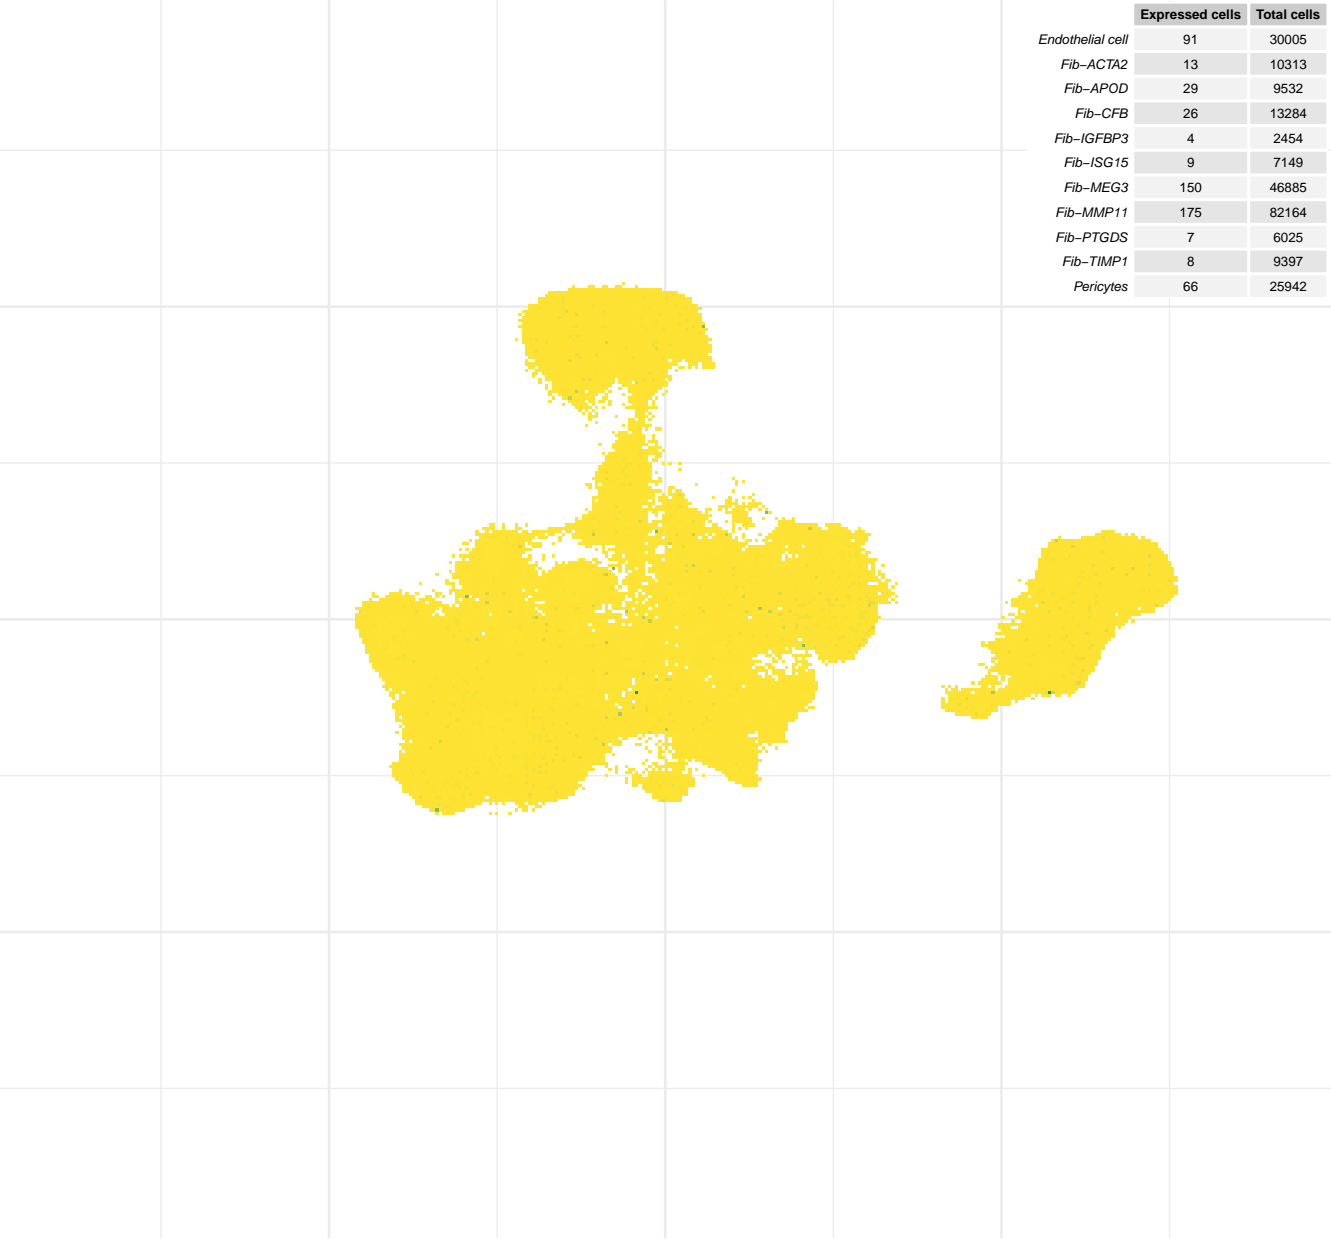 Expressed cells Total cells
Endothelial cell 91 30005
Fib−ACTA2 13 10313
Fib−APOD 29 9532
Fib−CFB 26 13284
Fib−IGFBP3 4 2454
Fib−ISG15 9 7149
Fib−MEG3 150 46885
Fib−MMP11 175 82164
Fib−PTGDS 7 6025
Fib−TIMP1 8 9397
Pericytes 66 25942